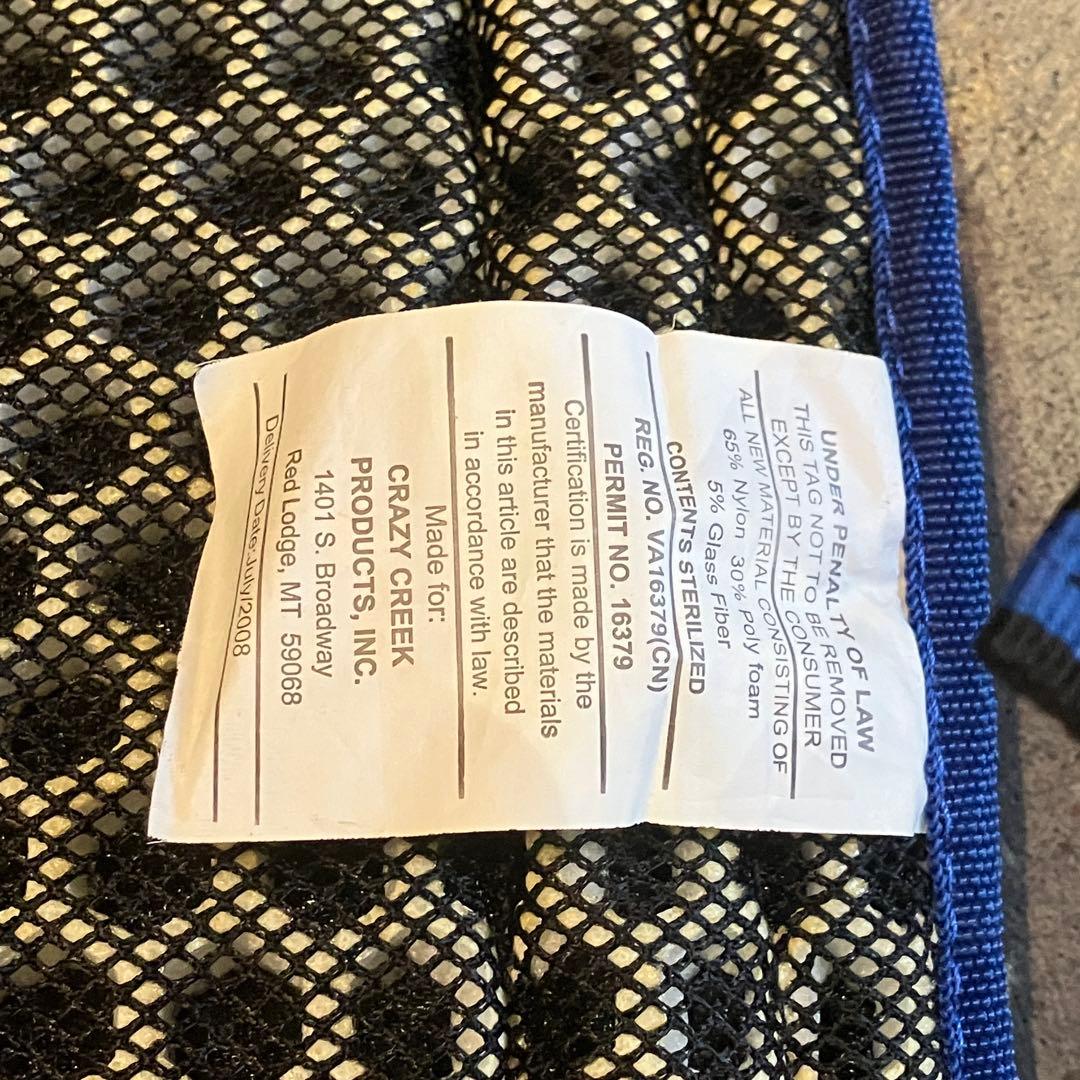 UNDER PENALTY OF LAW
THIS TAG NOT TO BE REMOVED
EXCEPT BY THE CONSUMER
ALL NEW MATERIAL CONSISTING OF
65% Nylon 30% Poly foam
5% Glass Fiber
CONTENTS STERILIZED
REG. NO. VA16379(CN)
PERMIT NO. 16379
Certification is made by the
manufacturer that the materials
in this article are described
in accordance with law.
Made for:
CRAZY CREEK
PRODUCTS, INC.
1401 S. Broadway
Red Lodge, MT 59068
Delivery Date: July/2008